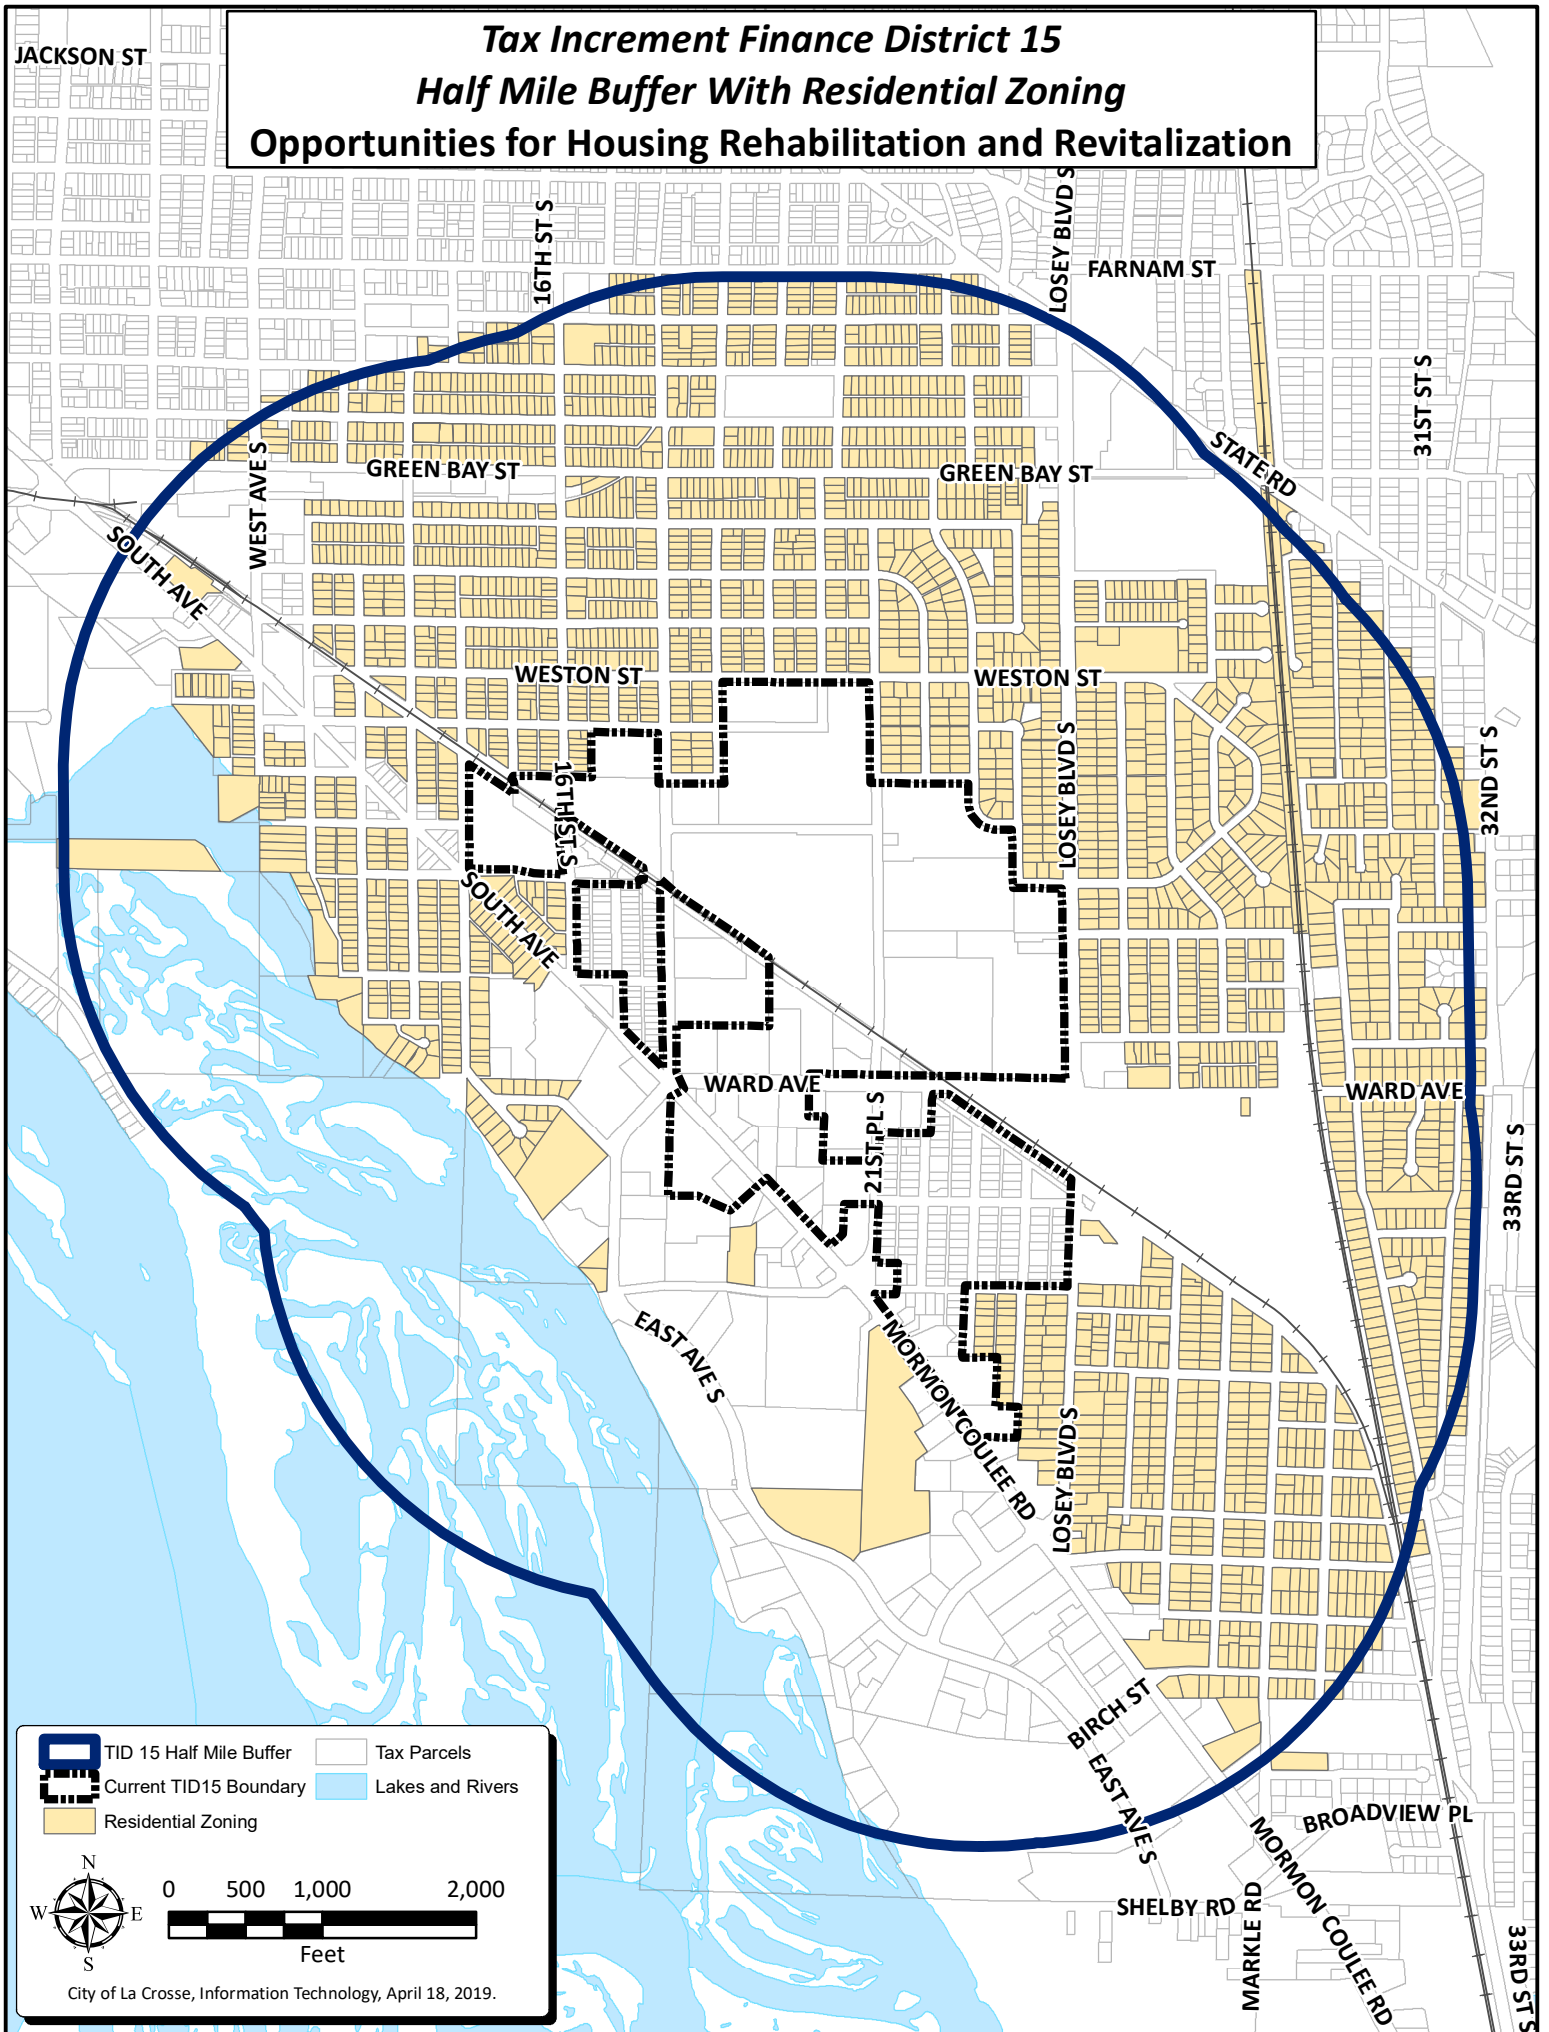 Tax Increment Finance District 15
Half Mile Buffer With Residential Zoning
Opportunities for Housing Rehabilitation and Revitalization
JACKSON ST
16TH ST S
LOSEY BLVD S
FARNAM ST
31ST ST S
STATE RD
WEST AVE S
GREEN BAY ST
GREEN BAY ST
SOUTH AVE
WESTON ST
WESTON ST
LOSEY BLVD S
32ND ST S
16TH ST S
SOUTH AVE
WARD AVE
WARD AVE
21ST PL S
33RD ST S
EAST AVE S
MORMON COULEE RD
LOSEY BLVD S
BIRCH ST
EAST AVE S
BROADVIEW PL
MORMON COULEE RD
SHELBY RD
MARKLE RD
33RD ST S
TID 15 Half Mile Buffer
Tax Parcels
Current TID15 Boundary
Lakes and Rivers
Residential Zoning
N
W E
S
0 500 1,000 2,000
Feet
City of La Crosse, Information Technology, April 18, 2019.